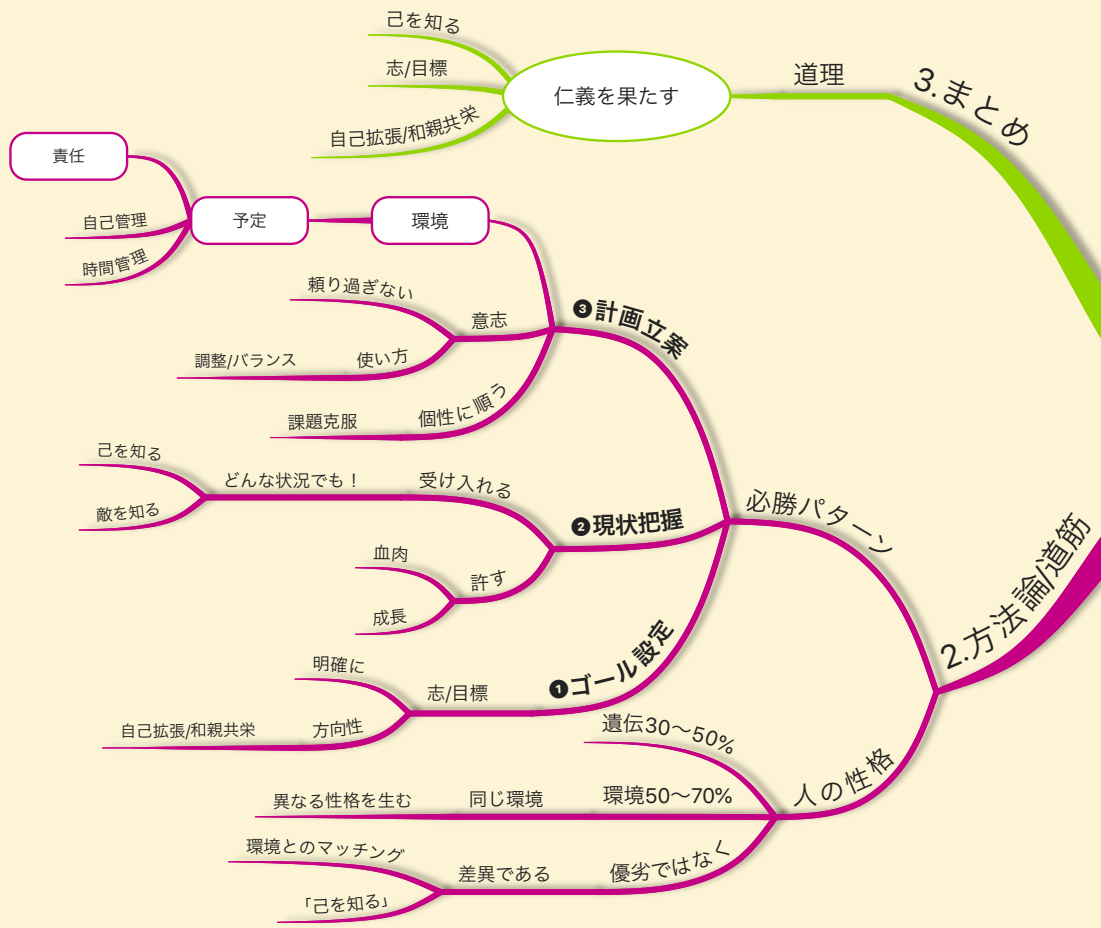 3.まとめ
道理
仁義を果たす
己を知る
志/目標
自己拡張/和親共栄
2.方法論/道筋
必勝パターン
❸計画立案
環境
予定
責任
自己管理
時間管理
意志
頼り過ぎない
使い方
調整/バランス
個性に順う
課題克服
❷現状把握
受け入れる
どんな状況でも！
己を知る
敵を知る
許す
血肉
成長
❶ゴール設定
志/目標
明確に
方向性
自己拡張/和親共栄
人の性格
遺伝30〜50%
環境50〜70%
同じ環境
異なる性格を生む
優劣ではなく
差異である
環境とのマッチング
「己を知る」